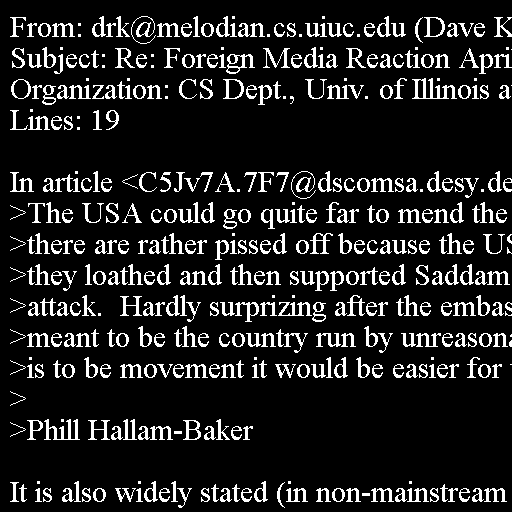 From: drk@melodian.cs.uiuc.edu (Dave K
Subject: Re: Foreign Media Reaction Apri
Organization: CS Dept., Univ. of Illinois a
Lines: 19

In article <C5Jv7A.7F7@dscomsa.desy.de
>The USA could go quite far to mend the
>there are rather pissed off because the US
>they loathed and then supported Saddam
>attack.  Hardly surprizing after the embas
>meant to be the country run by unreasona
>is to be movement it would be easier for
>
>Phill Hallam-Baker

It is also widely stated (in non-mainstream